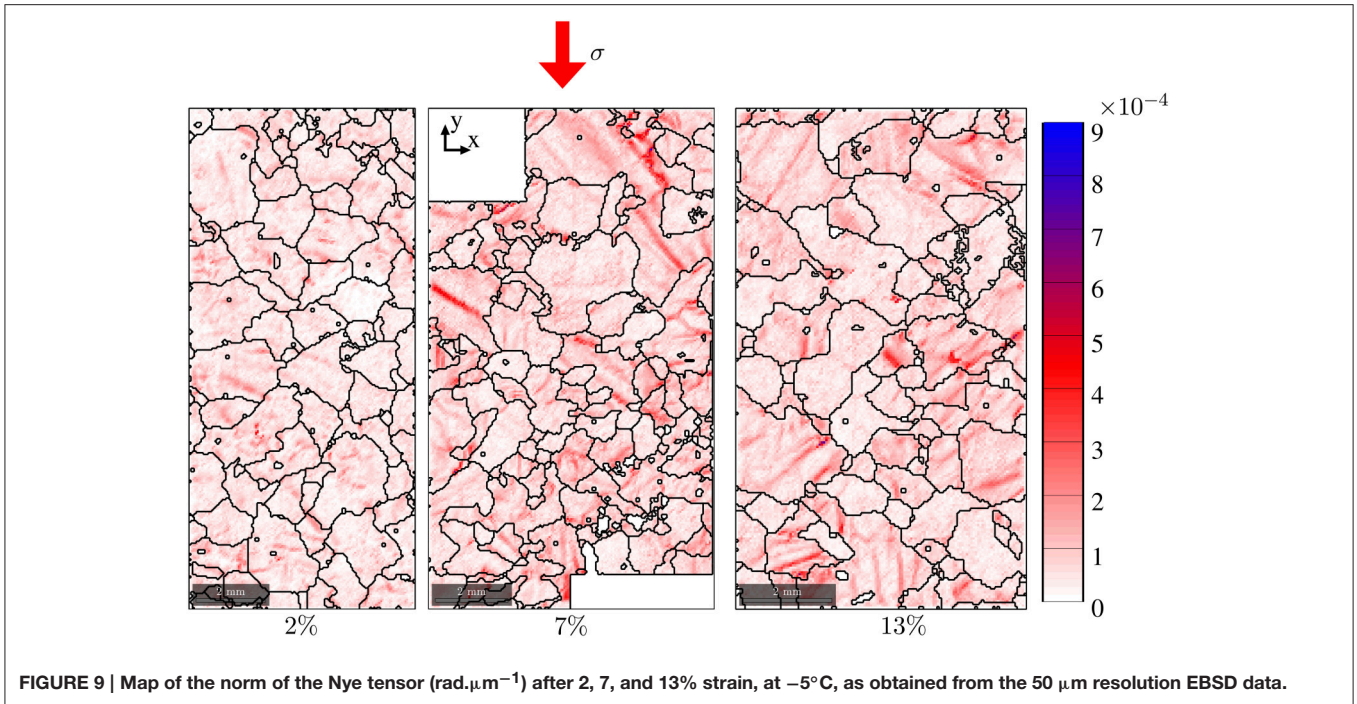 σ
y
x
×10−4
9
8
7
6
5
4
3
2
1
0
2 mm
2 mm
2 mm
2%
7%
13%
FIGURE 9 | Map of the norm of the Nye tensor (rad.μm−1) after 2, 7, and 13% strain, at −5°C, as obtained from the 50 μm resolution EBSD data.